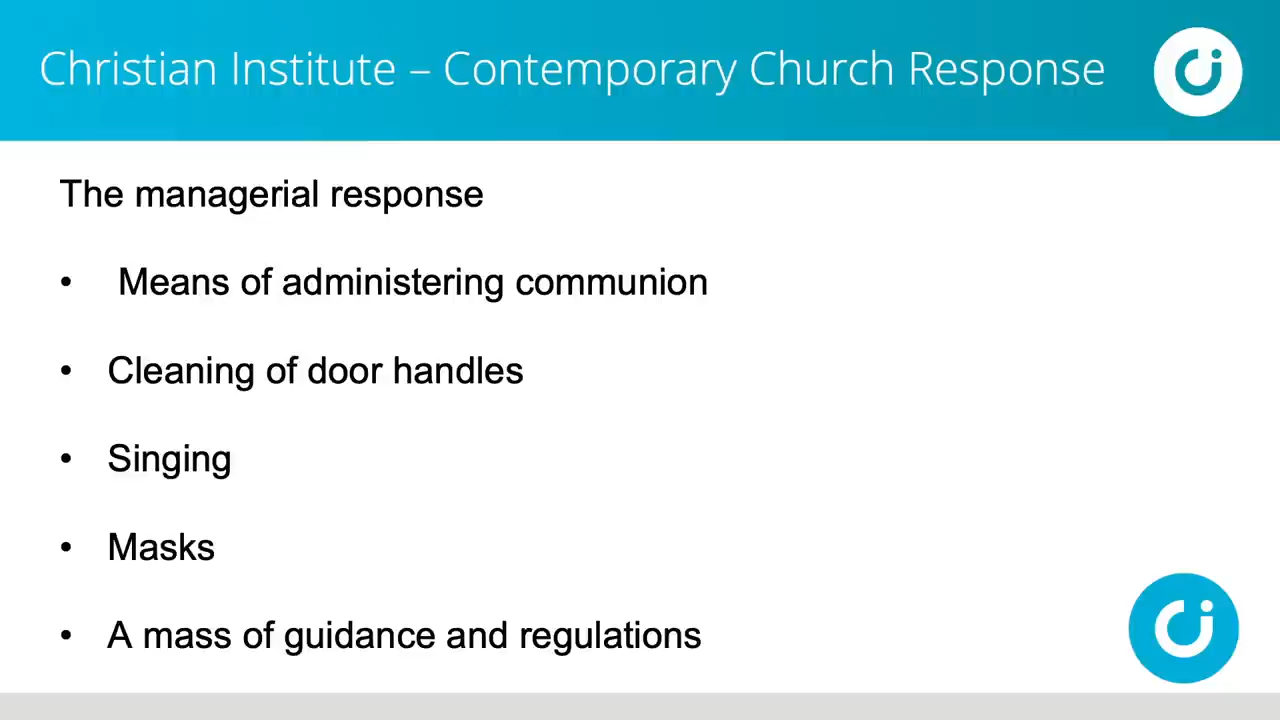 Christian Institute – Contemporary Church Response
The managerial response
• Means of administering communion
• Cleaning of door handles
• Singing
• Masks
• A mass of guidance and regulations